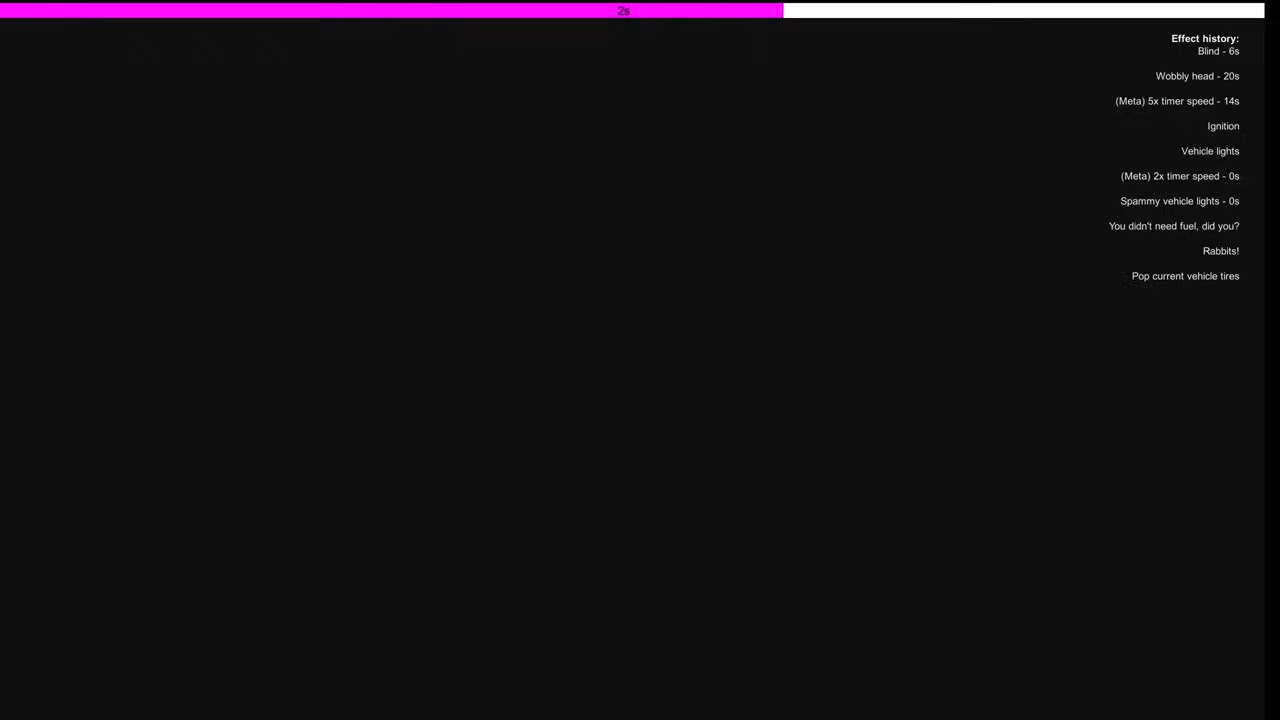 2s
Effect history:
Blind - 6s
Wobbly head - 20s
(Meta) 5x timer speed - 14s
Ignition
Vehicle lights
(Meta) 2x timer speed - 0s
Spammy vehicle lights - 0s
You didn't need fuel, did you?
Rabbits!
Pop current vehicle tires